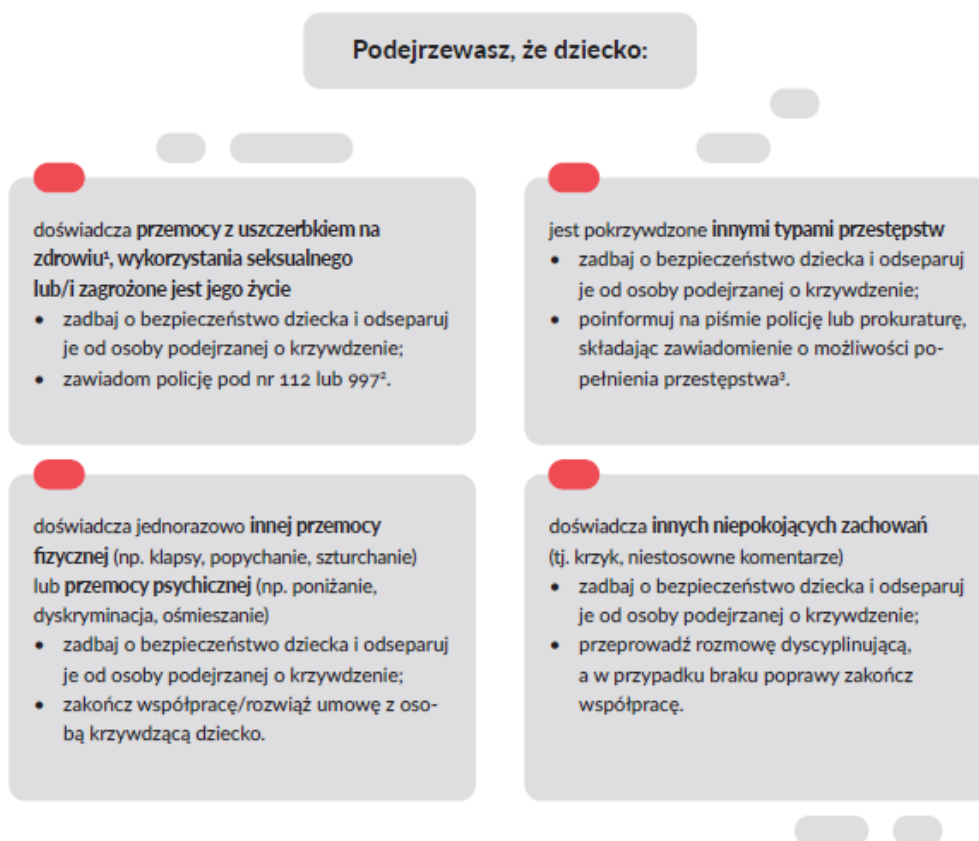 Podejrzewasz, że dziecko:
doświadcza przemocy z uszczerbkiem na
zdrowiu¹, wykorzystania seksualnego
lub/i zagrożone jest jego życie
• zadbaj o bezpieczeństwo dziecka i odseparuj
je od osoby podejrzanej o krzywdzenie;
• zawiadom policję pod nr 112 lub 997².
jest pokrzywdzone innymi typami przestępstw
• zadbaj o bezpieczeństwo dziecka i odseparuj
je od osoby podejrzanej o krzywdzenie;
• poinformuj na piśmie policję lub prokuraturę,
składając zawiadomienie o możliwości po-
pełnienia przestępstwa³.
doświadcza jednorazowo innej przemocy
fizycznej (np. klapsy, popychanie, szturchanie)
lub przemocy psychicznej (np. poniżanie,
dyskryminacja, ośmieszanie)
• zadbaj o bezpieczeństwo dziecka i odseparuj
je od osoby podejrzanej o krzywdzenie;
• zakończ współpracę/rozwiąż umowę z oso-
bą krzywdzącą dziecko.
doświadcza innych niepokojących zachowań
(tj. krzyk, niestosowne komentarze)
• zadbaj o bezpieczeństwo dziecka i odseparuj
je od osoby podejrzanej o krzywdzenie;
• przeprowadź rozmowę dyscyplinującą,
a w przypadku braku poprawy zakończ
współpracę.